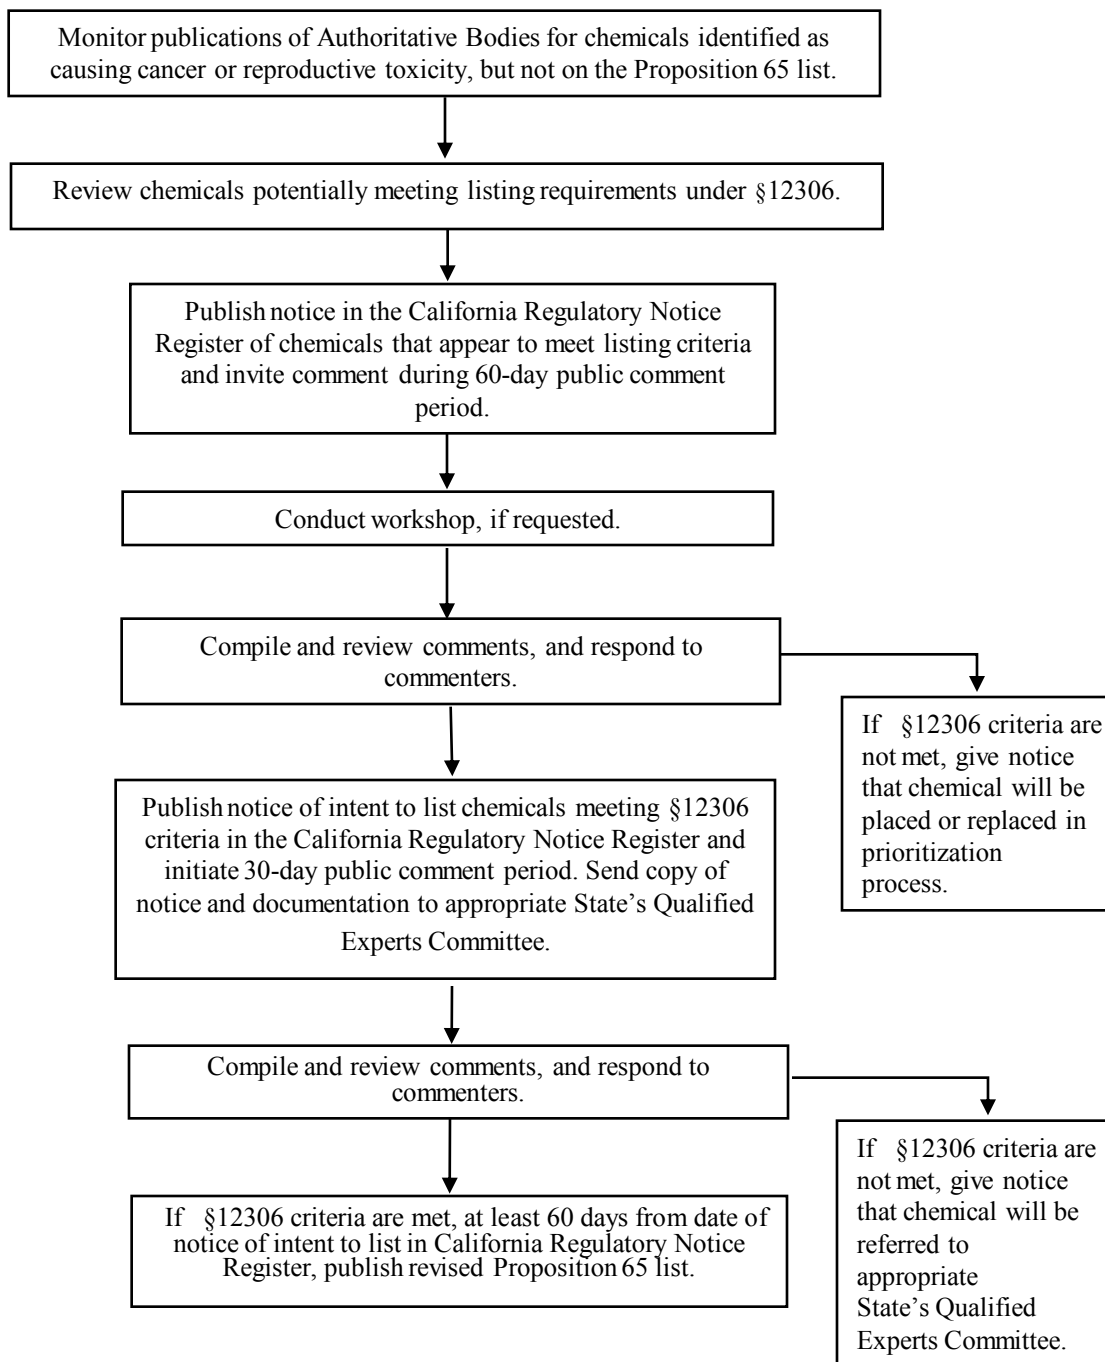 Monitor publications of Authoritative Bodies for chemicals identified as
causing cancer or reproductive toxicity, but not on the Proposition 65 list.
Review chemicals potentially meeting listing requirements under §12306.
Publish notice in the California Regulatory Notice
Register of chemicals that appear to meet listing criteria
and invite comment during 60-day public comment
period.
Conduct workshop, if requested.
Compile and review comments, and respond to
commenters.
If §12306 criteria are
not met, give notice
that chemical will be
placed or replaced in
prioritization
process.
Publish notice of intent to list chemicals meeting §12306
criteria in the California Regulatory Notice Register and
initiate 30-day public comment period. Send copy of
notice and documentation to appropriate State’s Qualified
Experts Committee.
Compile and review comments, and respond to
commenters.
If §12306 criteria are
not met, give notice
that chemical will be
referred to
appropriate
State’s Qualified
Experts Committee.
If §12306 criteria are met, at least 60 days from date of
notice of intent to list in California Regulatory Notice
Register, publish revised Proposition 65 list.